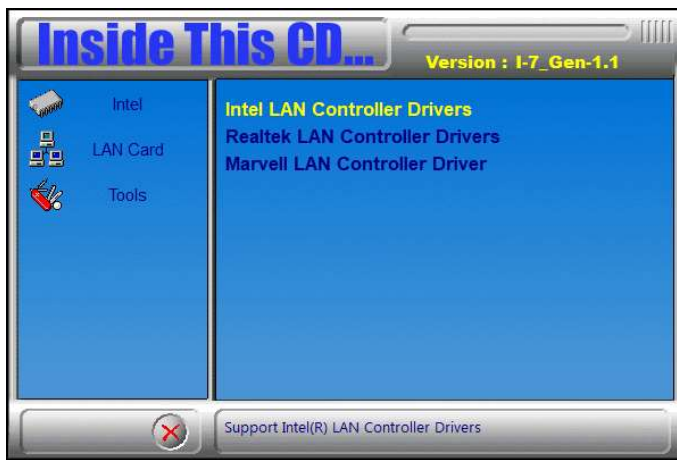 Inside This CD...
Version : I-7_Gen-1.1
Intel
LAN Card
Tools
Intel LAN Controller Drivers
Realtek LAN Controller Drivers
Marvell LAN Controller Driver
Support Intel(R) LAN Controller Drivers